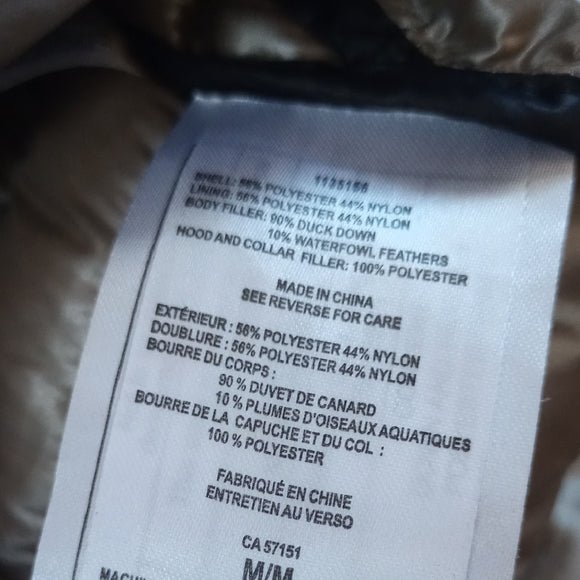 1125156
SHELL: 56% POLYESTER 44% NYLON
LINING: 56% POLYESTER 44% NYLON
BODY FILLER: 90% DUCK DOWN
10% WATERFOWL FEATHERS
HOOD AND COLLAR FILLER: 100% POLYESTER
MADE IN CHINA
SEE REVERSE FOR CARE
EXTÉRIEUR : 56% POLYESTER 44% NYLON
DOUBLURE : 56% POLYESTER 44% NYLON
BOURRE DU CORPS :
90 % DUVET DE CANARD
10 % PLUMES D'OISEAUX AQUATIQUES
BOURRE DE LA CAPUCHE ET DU COL :
100 % POLYESTER
FABRIQUÉ EN CHINE
ENTRETIEN AU VERSO
CA 57151
M/M